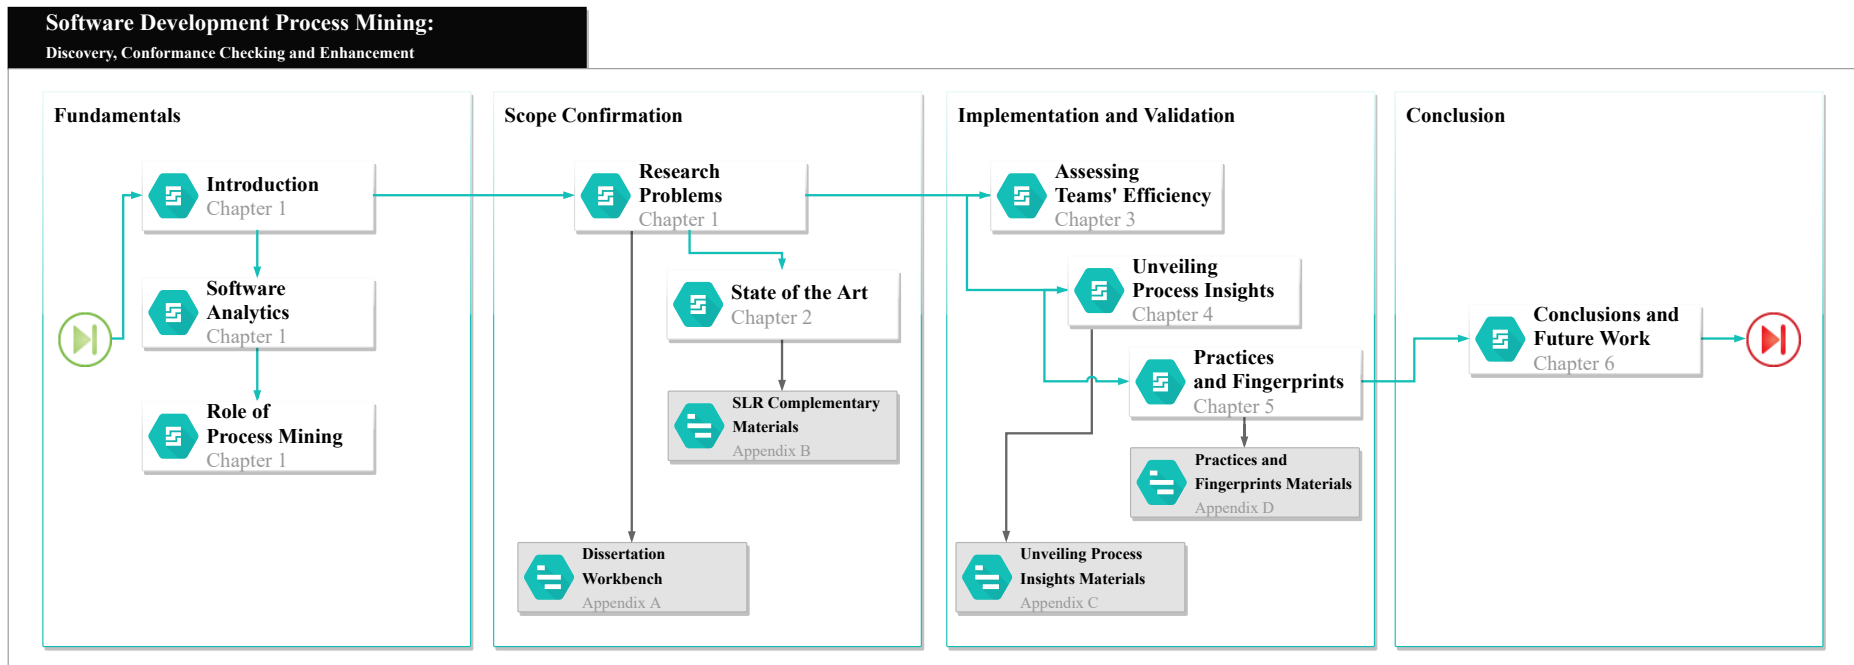 Software Development Process Mining:
Discovery, Conformance Checking and Enhancement
Fundamentals
Introduction
Chapter 1
Software
Analytics
Chapter 1
Role of
Process Mining
Chapter 1
Scope Confirmation
Research
Problems
Chapter 1
State of the Art
Chapter 2
SLR Complementary
Materials
Appendix B
Dissertation
Workbench
Appendix A
Implementation and Validation
Assessing
Teams' Efficiency
Chapter 3
Unveiling
Process Insights
Chapter 4
Practices
and Fingerprints
Chapter 5
Practices and
Fingerprints Materials
Appendix D
Unveiling Process
Insights Materials
Appendix C
Conclusion
Conclusions and
Future Work
Chapter 6